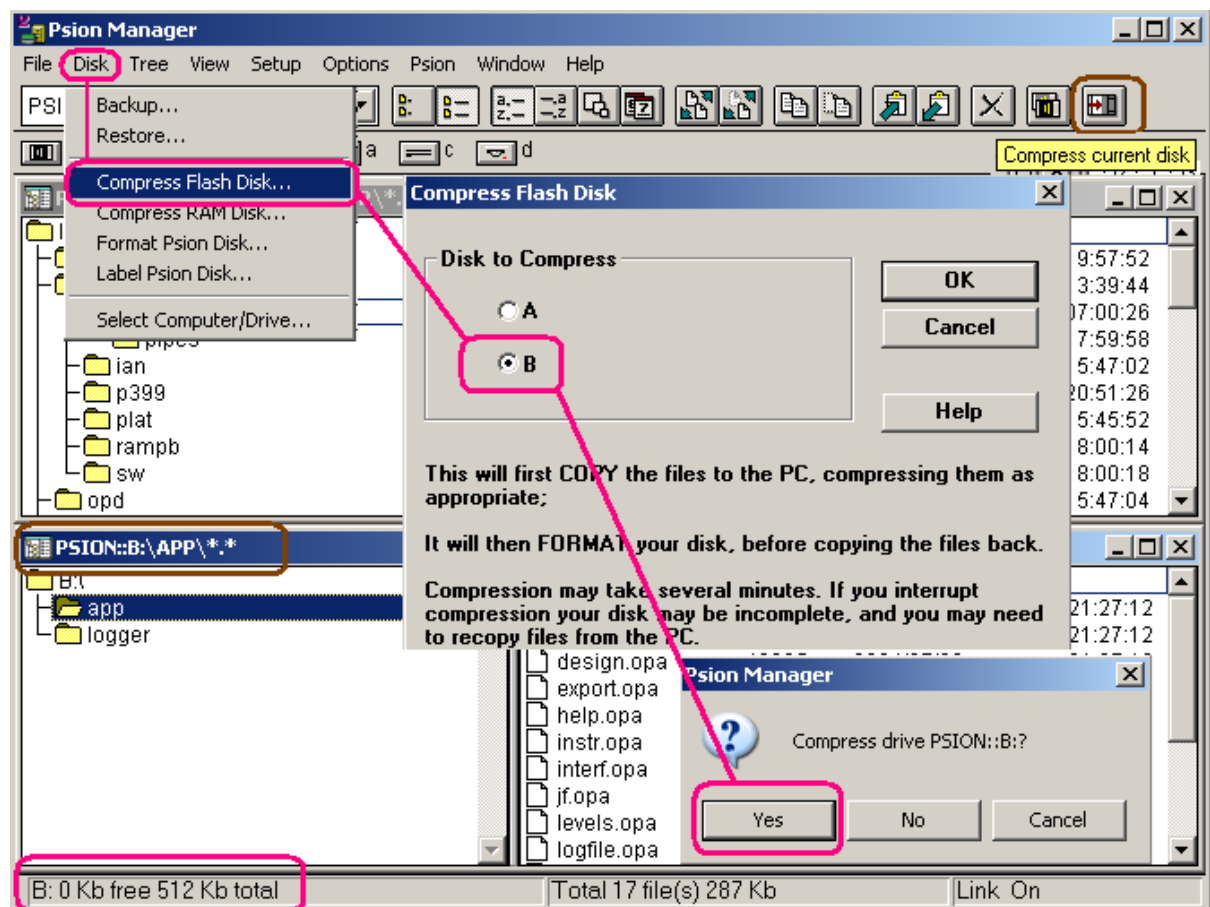 Psion Manager
File Disk Tree View Setup Options Psion Window Help
PSI
Backup...
Restore...
a c d
Compress current disk
Compress Flash Disk...
Compress RAM Disk...
Format Psion Disk...
Label Psion Disk...
Select Computer/Drive...
Compress Flash Disk
Disk to Compress
A
B
OK
Cancel
Help
This will first COPY the files to the PC, compressing them as
appropriate;
It will then FORMAT your disk, before copying the files back.
Compression may take several minutes. If you interrupt
compression your disk may be incomplete, and you may need
to recopy files from the PC.
ian
p399
plat
rampb
sw
opd
9:57:52
3:39:44
07:00:26
7:59:58
5:47:02
20:51:26
5:45:52
8:00:14
8:00:18
5:47:04
PSION::B:\APP\*.*
B:\
app
logger
21:27:12
21:27:12
design.opa
export.opa
help.opa
instr.opa
interf.opa
jf.opa
levels.opa
logfile.opa
Psion Manager
Compress drive PSION::B:?
Yes No Cancel
B: 0 Kb free 512 Kb total
Total 17 file(s) 287 Kb
Link On